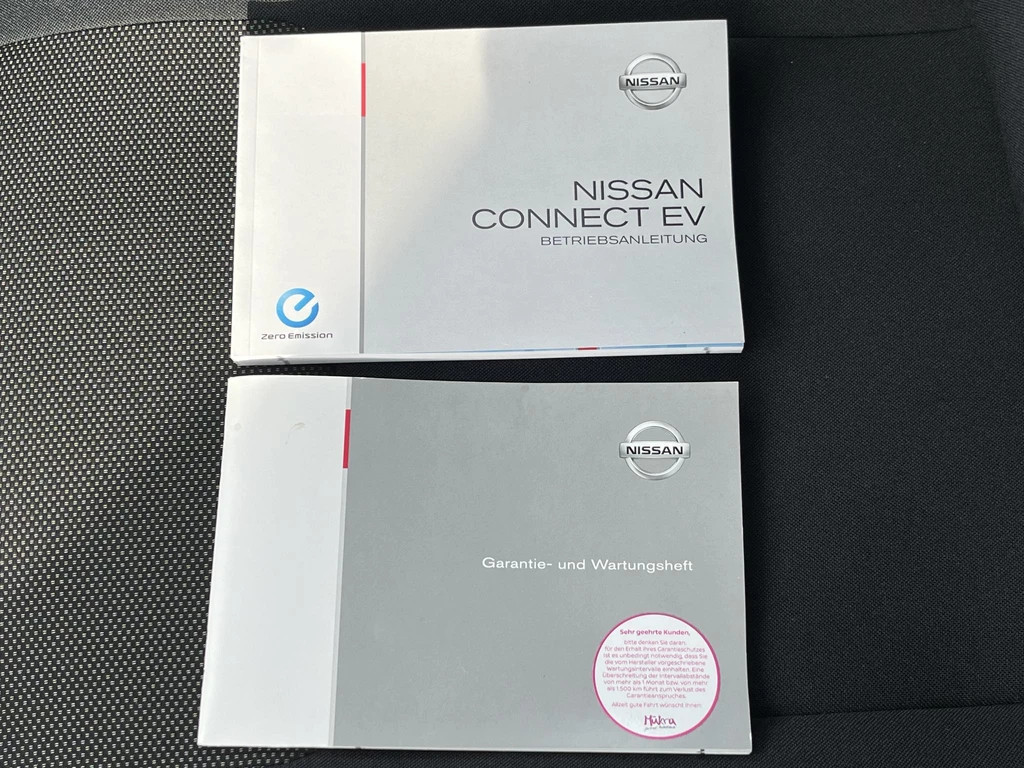 NISSAN
NISSAN
CONNECT EV
BETRIEBSANLEITUNG
Zero Emission
NISSAN
Garantie- und Wartungsheft
Sehr geehrte Kunden,
bitte denken Sie daran,
für den Erhalt Ihres Garantieschutzes
ist es unbedingt notwendig, dass Sie
die vom Hersteller vorgeschriebene
Wartungsintervalle einhalten. Eine
Überschreitung der Intervallabstände
von mehr als 1 Monat bzw. von mehr
als 1.500 km führt zum Verlust des
Garantieanspruches.
Allzeit gute Fahrt wünscht Ihnen
Makra